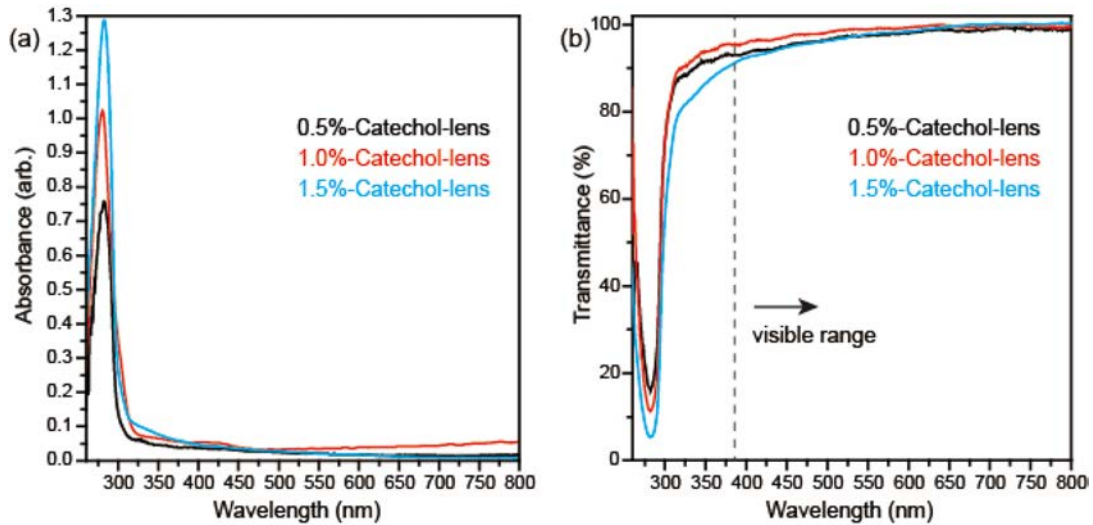 (a)
1.3
1.2
1.1
1.0
0.9
0.8
0.7
0.6
0.5
0.4
0.3
0.2
0.1
0.0
Absorbance (arb.)
0.5%-Catechol-lens
1.0%-Catechol-lens
1.5%-Catechol-lens
300 350 400 450 500 550 600 650 700 750 800
Wavelength (nm)
(b)
100
80
60
40
20
0
Transmittance (%)
0.5%-Catechol-lens
1.0%-Catechol-lens
1.5%-Catechol-lens
visible range
300 350 400 450 500 550 600 650 700 750 800
Wavelength (nm)